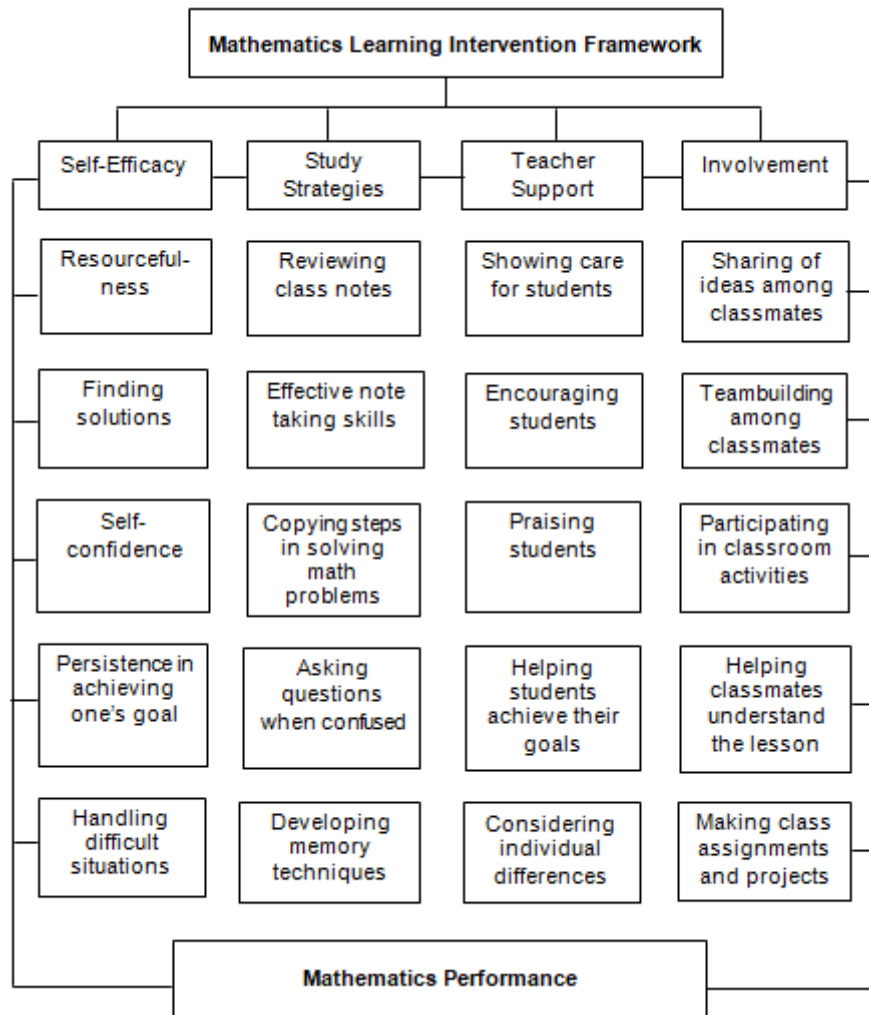 Mathematics Learning Intervention Framework
Self-Efficacy
Study
Strategies
Teacher
Support
Involvement
Resourceful-
ness
Reviewing
class notes
Showing care
for students
Sharing of
ideas among
classmates
Finding
solutions
Effective note
taking skills
Encouraging
students
Teambuilding
among
classmates
Self-
confidence
Copying steps
in solving
math
problems
Praising
students
Participating
in classroom
activities
Persistence in
achieving
one's goal
Asking
questions
when confused
Helping
students
achieve their
goals
Helping
classmates
understand
the lesson
Handling
difficult
situations
Developing
memory
techniques
Considering
individual
differences
Making class
assignments
and projects
Mathematics Performance